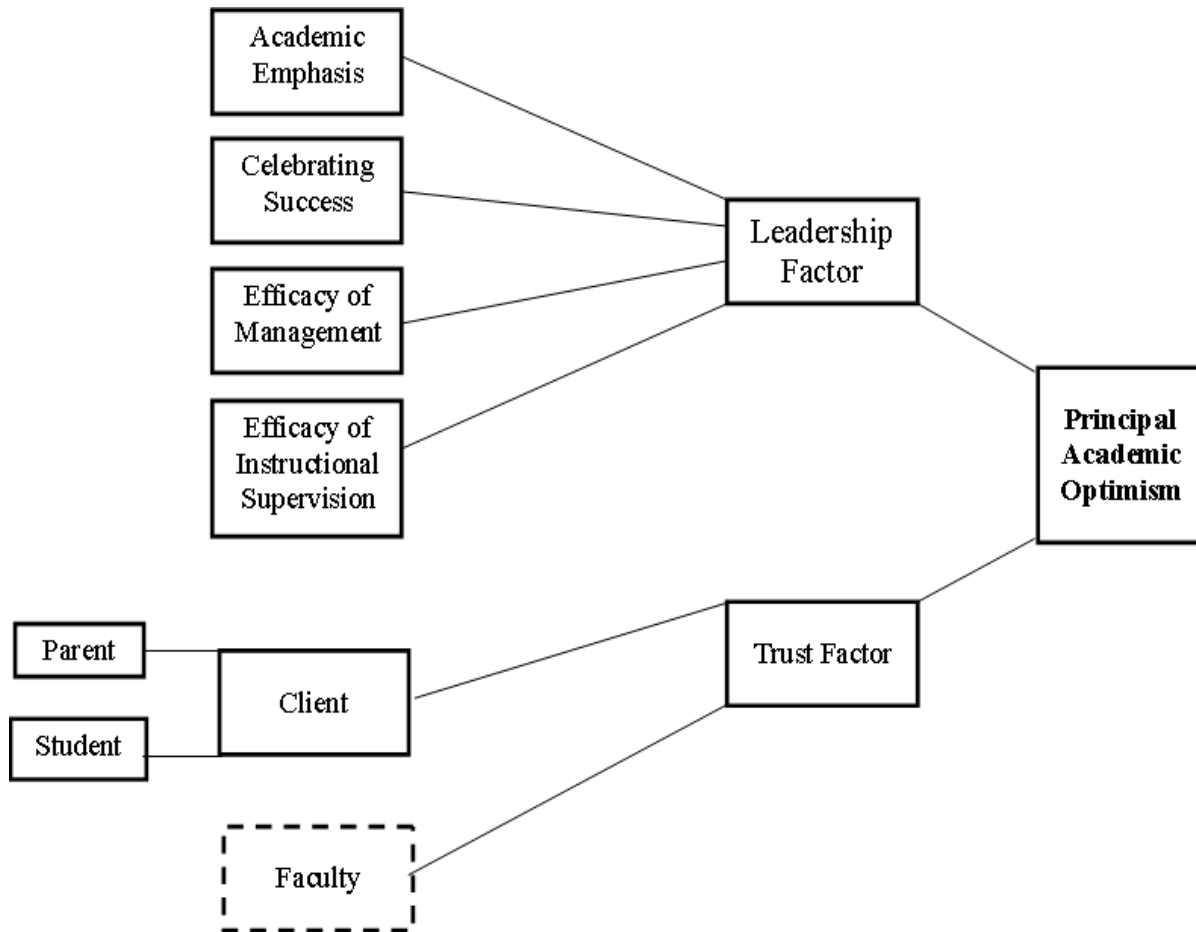 Academic
Emphasis
Celebrating
Success
Efficacy of
Management
Efficacy of
Instructional
Supervision
Leadership
Factor
Principal
Academic
Optimism
Parent
Student
Client
Trust Factor
Faculty